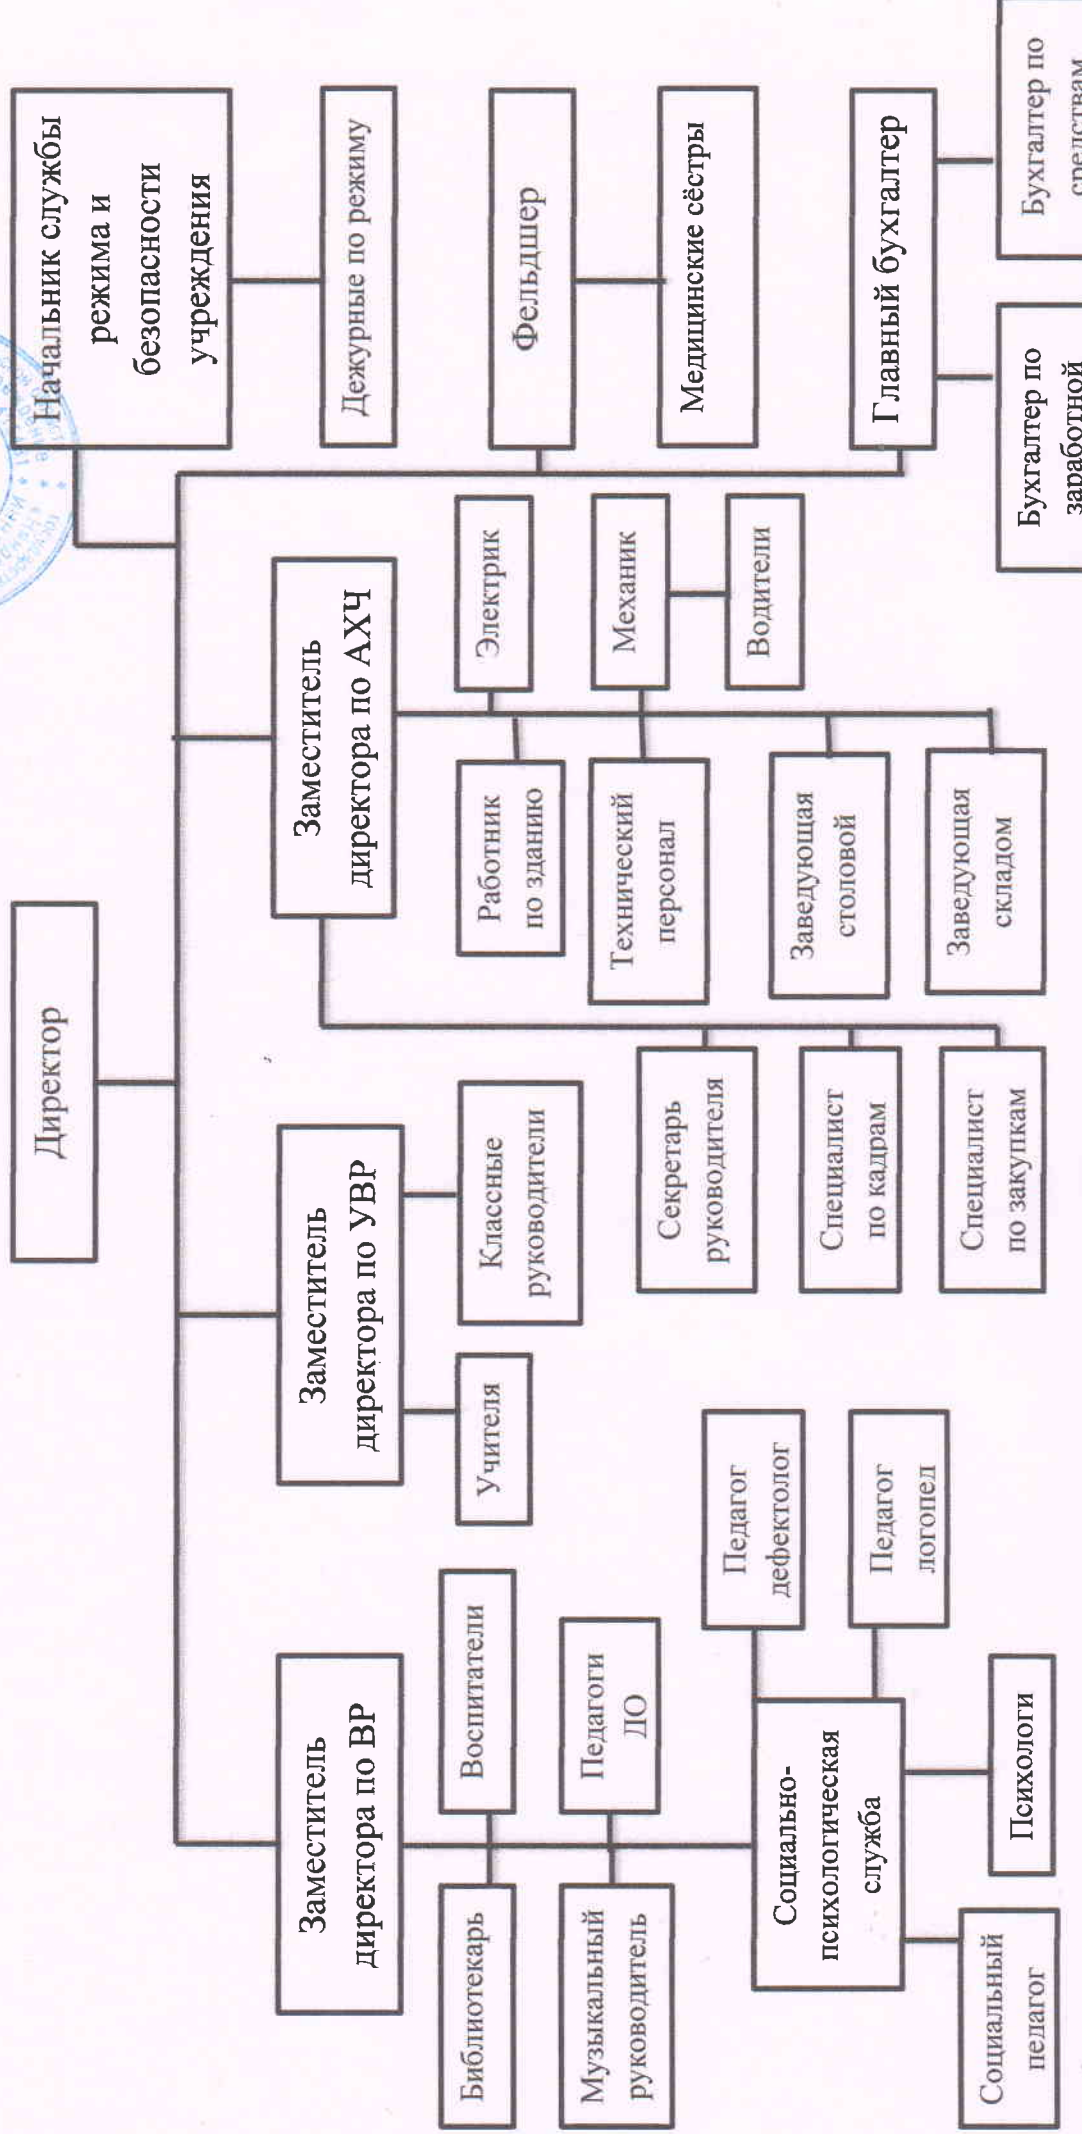 Директор
Начальник службы
режима и
безопасности
учреждения
Дежурные по режиму
Фельдшер
Медицинские сёстры
Главный бухгалтер
Бухгалтер по
заработной
Бухгалтер по
средствам
Заместитель
директора по АХЧ
Электрик
Механик
Водители
Работник
по зданию
Технический
персонал
Заведующая
столовой
Заведующая
складом
Секретарь
руководителя
Специалист
по кадрам
Специалист
по закупкам
Заместитель
директора по УВР
Классные
руководители
Учителя
Заместитель
директора по ВР
Воспитатели
Библиотекарь
Педагоги
ДО
Музыкальный
руководитель
Социально-
психологическая
служба
Педагог
дефектолог
Педагог
логопед
Психологи
Социальный
педагог